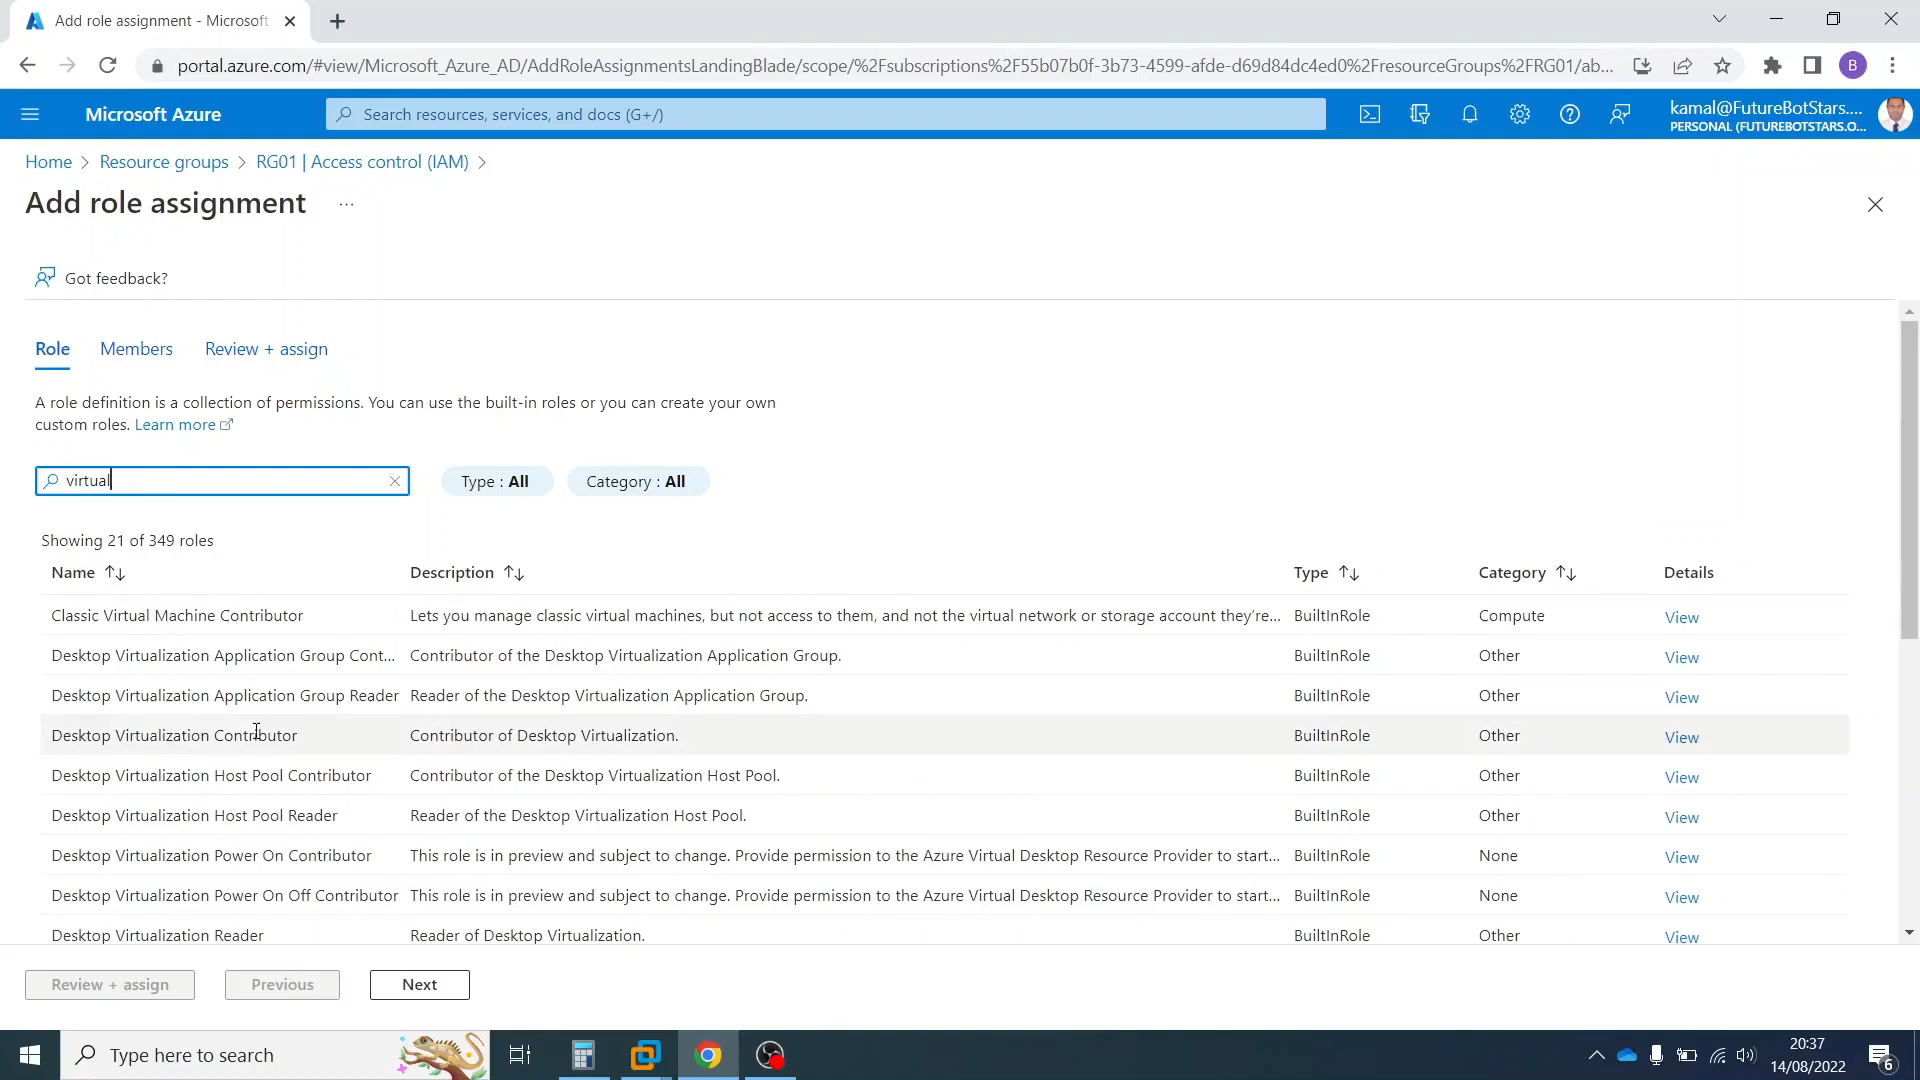 Add role assignment - Microsoft
portal.azure.com/#view/Microsoft_Azure_AD/AddRoleAssignmentsLandingBlade/scope/%2Fsubscriptions%2F55b07b0f-3b73-4599-afde-d69d84dc4ed0%2FresourceGroups%2FRG01/ab...
B
Microsoft Azure
Search resources, services, and docs (G+/)
kamal@FutureBotStars....
PERSONAL (FUTUREBOTSTARS.O...
Home > Resource groups > RG01 | Access control (IAM) >
Add role assignment ...
Got feedback?
Role Members Review + assign
A role definition is a collection of permissions. You can use the built-in roles or you can create your own
custom roles. Learn more
virtual
Type : All
Category : All
Showing 21 of 349 roles
Name Description Type Category Details
Classic Virtual Machine Contributor Lets you manage classic virtual machines, but not access to them, and not the virtual network or storage account they're... BuiltInRole Compute View
Desktop Virtualization Application Group Cont... Contributor of the Desktop Virtualization Application Group. BuiltInRole Other View
Desktop Virtualization Application Group Reader Reader of the Desktop Virtualization Application Group. BuiltInRole Other View
Desktop Virtualization Contributor Contributor of Desktop Virtualization. BuiltInRole Other View
Desktop Virtualization Host Pool Contributor Contributor of the Desktop Virtualization Host Pool. BuiltInRole Other View
Desktop Virtualization Host Pool Reader Reader of the Desktop Virtualization Host Pool. BuiltInRole Other View
Desktop Virtualization Power On Contributor This role is in preview and subject to change. Provide permission to the Azure Virtual Desktop Resource Provider to start... BuiltInRole None View
Desktop Virtualization Power On Off Contributor This role is in preview and subject to change. Provide permission to the Azure Virtual Desktop Resource Provider to start... BuiltInRole None View
Desktop Virtualization Reader Reader of Desktop Virtualization. BuiltInRole Other View
Review + assign Previous Next
Type here to search
20:37
14/08/2022
6